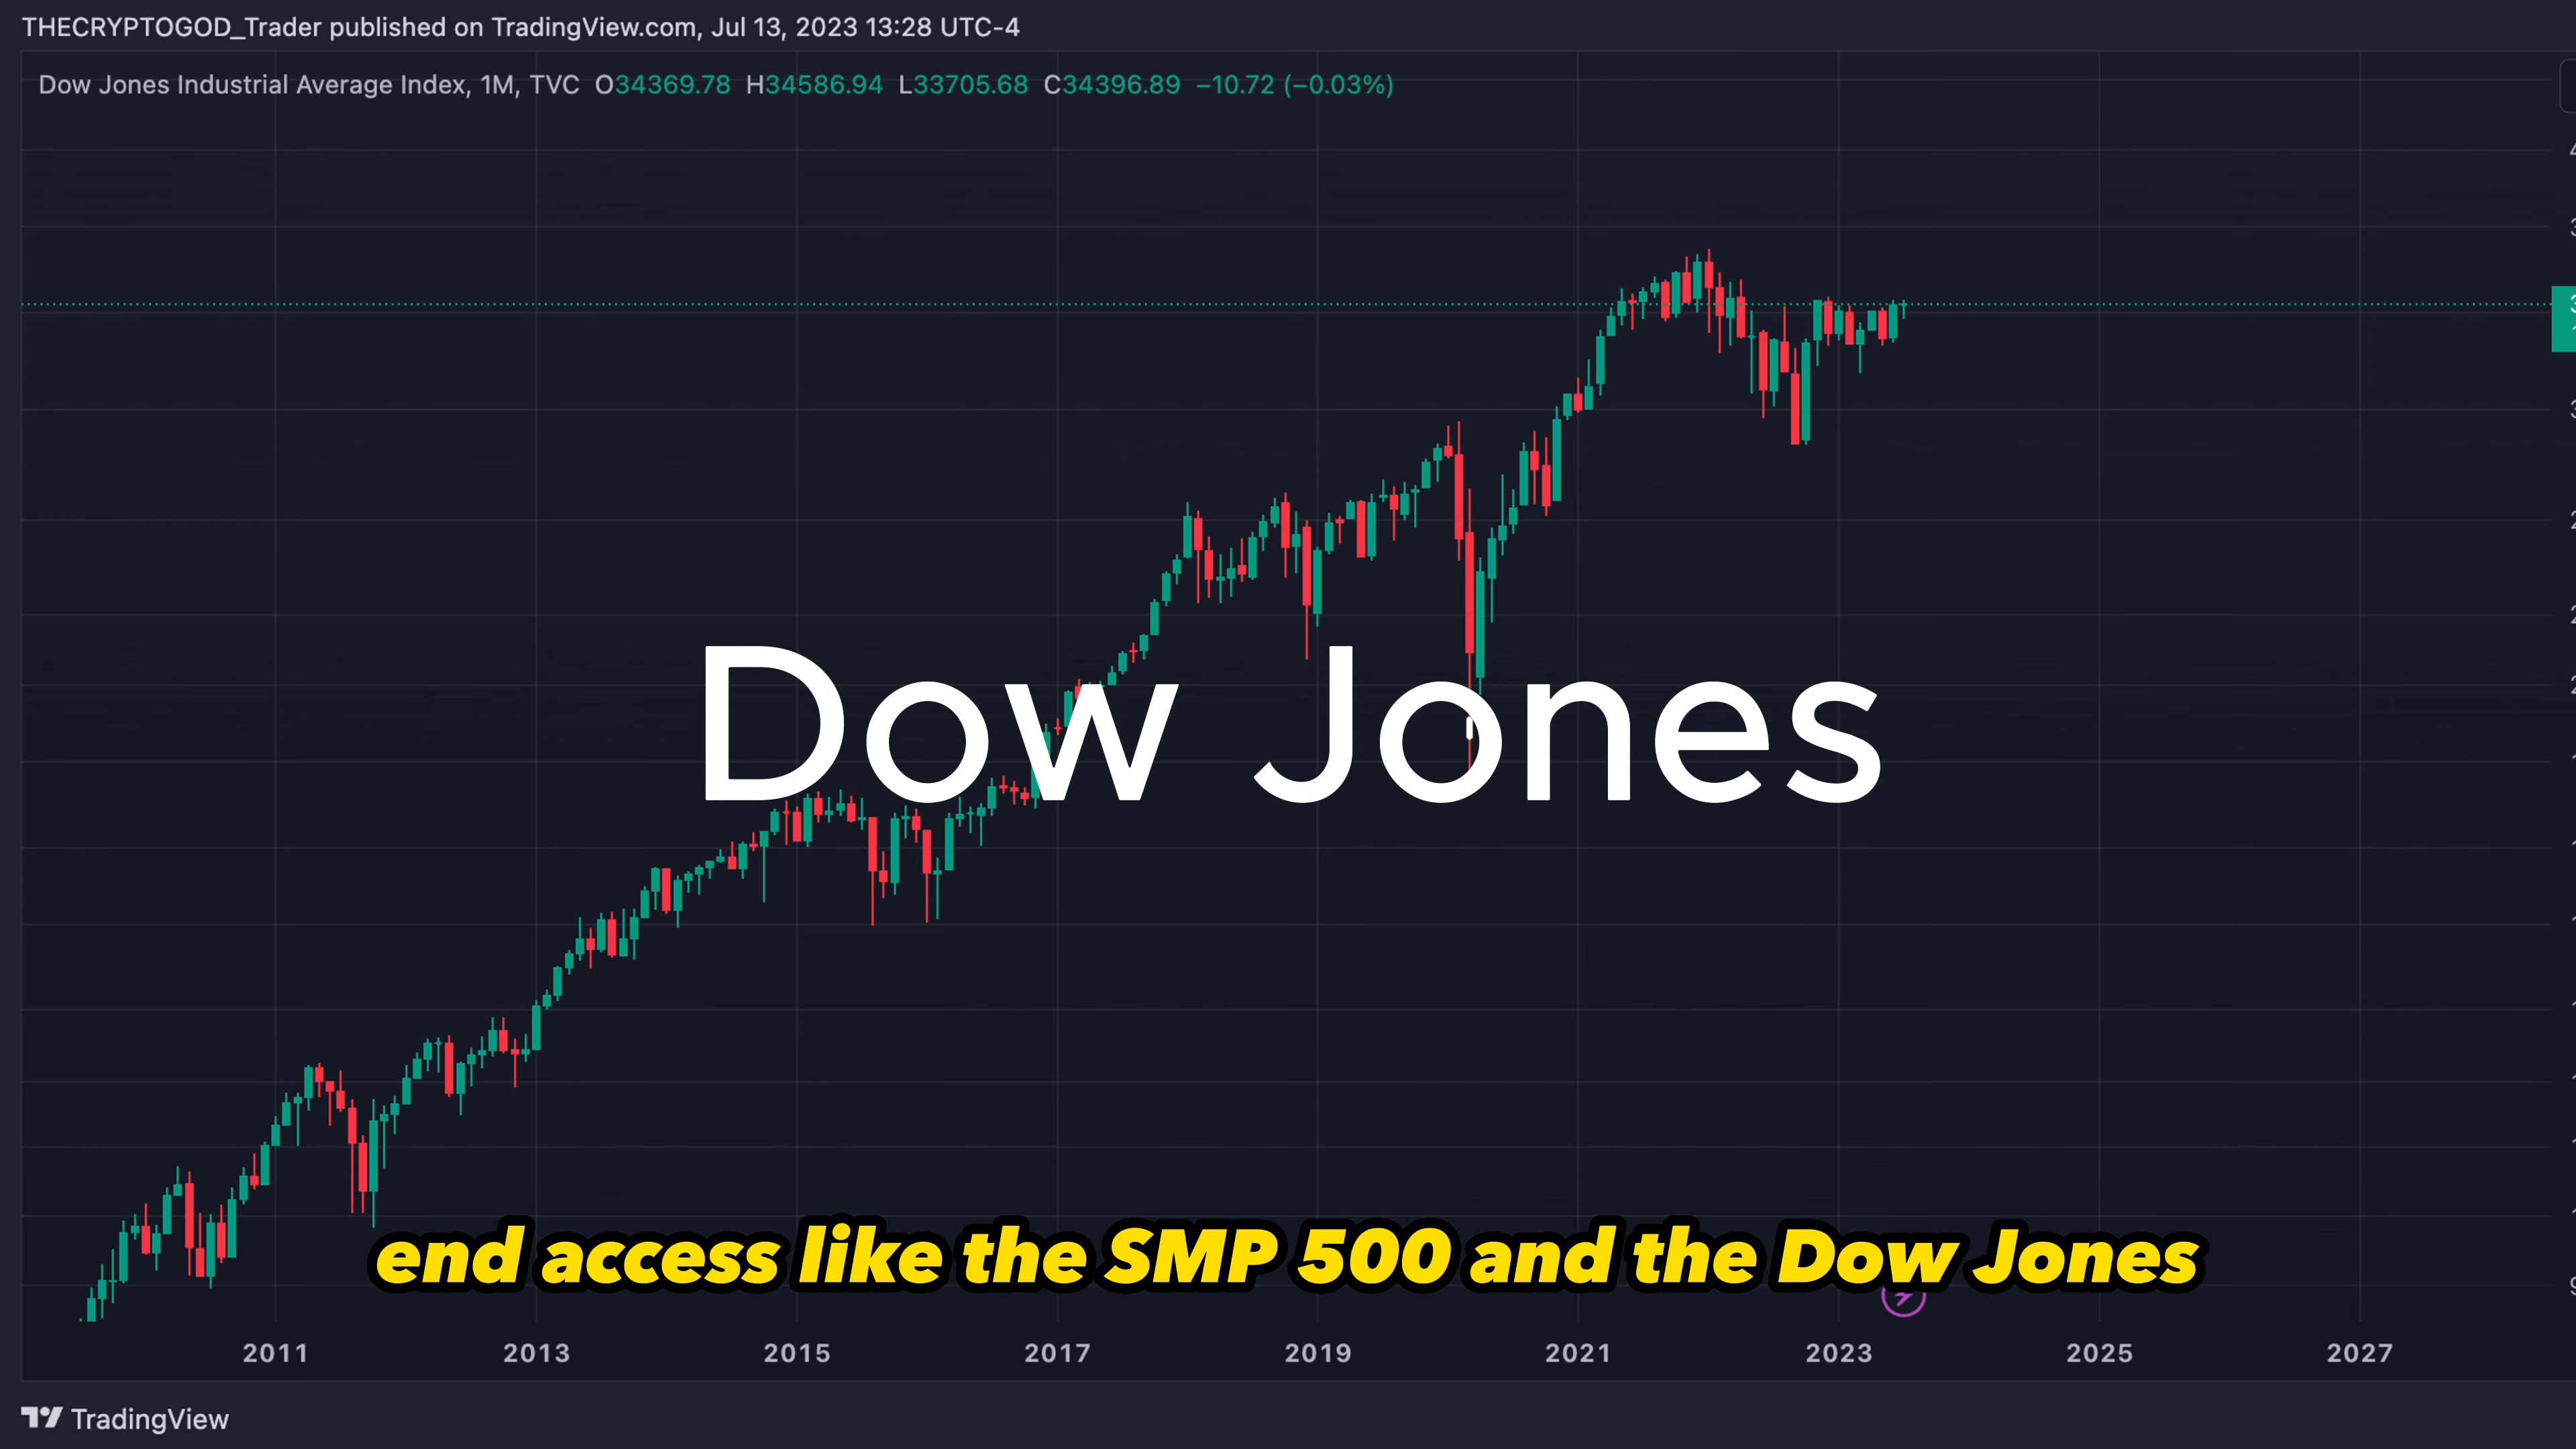 THECRYPTOGOD_Trader published on TradingView.com, Jul 13, 2023 13:28 UTC-4
Dow Jones Industrial Average Index, 1M, TVC O34369.78 H34586.94 L33705.68 C34396.89 −10.72 (−0.03%)
Dow Jones
end access like the SMP 500 and the Dow Jones
2011 2013 2015 2017 2019 2021 2023 2025 2027
TradingView